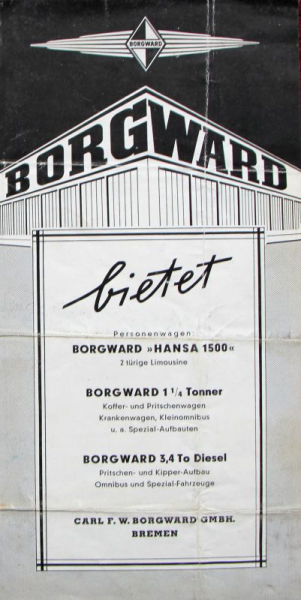 BORGWARD
BORGWARD
bietet
Personenwagen:
BORGWARD »HANSA 1500«
2 türige Limousine
BORGWARD 1 1/4 Tonner
Koffer- und Pritschenwagen
Krankenwagen, Kleinomnibus
u. a. Spezial-Aufbauten
BORGWARD 3,4 To Diesel
Pritschen- und Kipper-Aufbau
Omnibus und Spezial-Fahrzeuge
CARL F. W. BORGWARD GMBH.
BREMEN